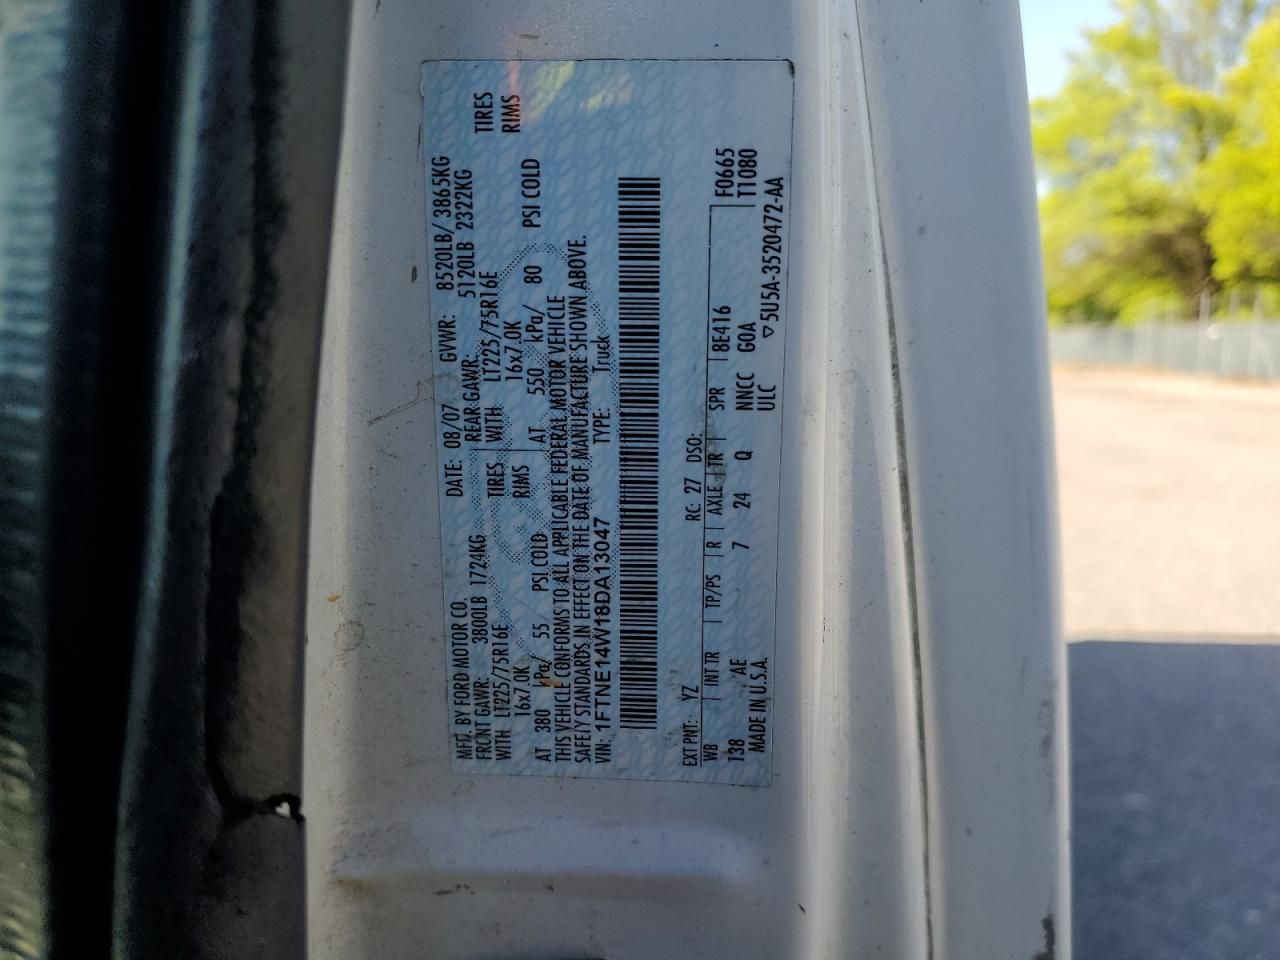 MFD. BY FORD MOTOR CO. DATE: 08/07 GVWR: 8520LB/ 3865KG
FRONT GAWR: 3800LB 1724KG REAR GAWR: 5120LB 2322KG
WITH LT225/75R16E TIRES WITH LT225/75R16E TIRES
16x7.0K RIMS 16x7.0K RIMS
AT 380 kPa/ 55 PSI COLD AT 550 kPa/ 80 PSI COLD
THIS VEHICLE CONFORMS TO ALL APPLICABLE FEDERAL MOTOR VEHICLE
SAFETY STANDARDS IN EFFECT ON THE DATE OF MANUFACTURE SHOWN ABOVE.
VIN: 1FTNE14W18DA13047 TYPE: Truck
EXT PNT: YZ RC: 27 DSO: F0665
WB INT TR TP/PS R AXLE TR SPR 8E416 T1080
138 AE 7 24 Q NNCC GOA
MADE IN U.S.A. ULC ▽5U5A-3520472-AA